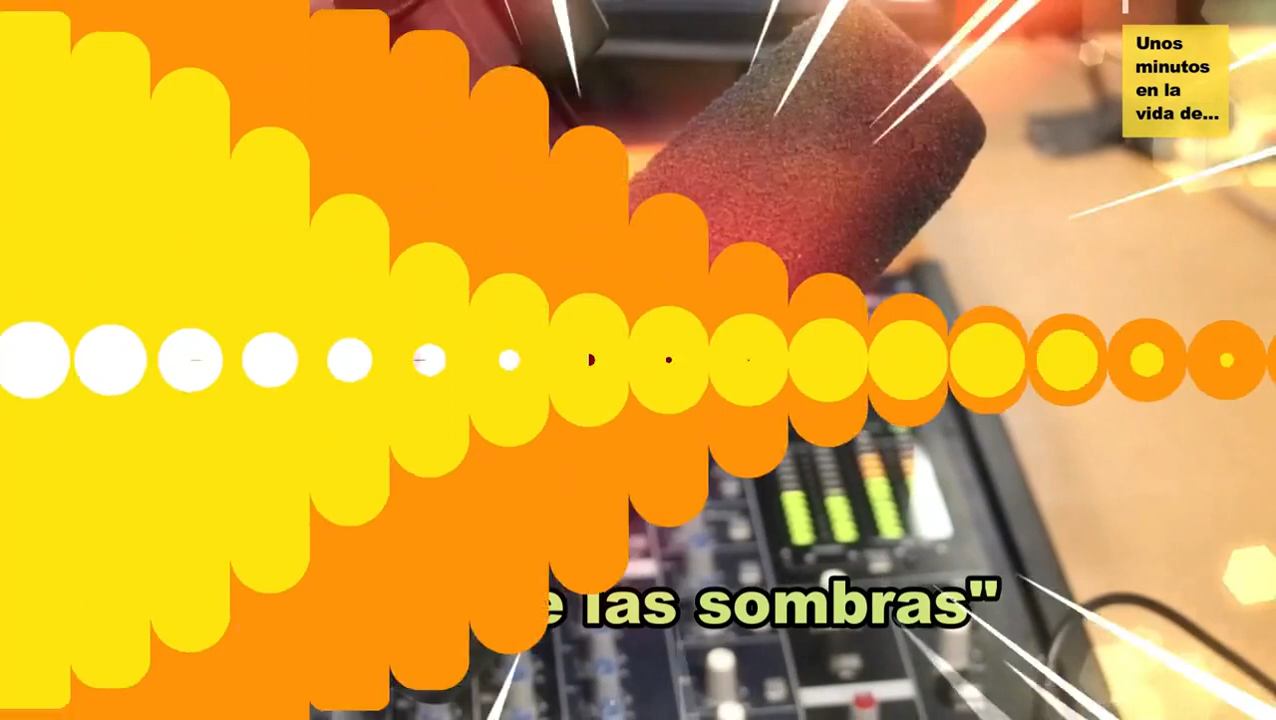 Unos
minutos
en la
vida de...
las sombras"